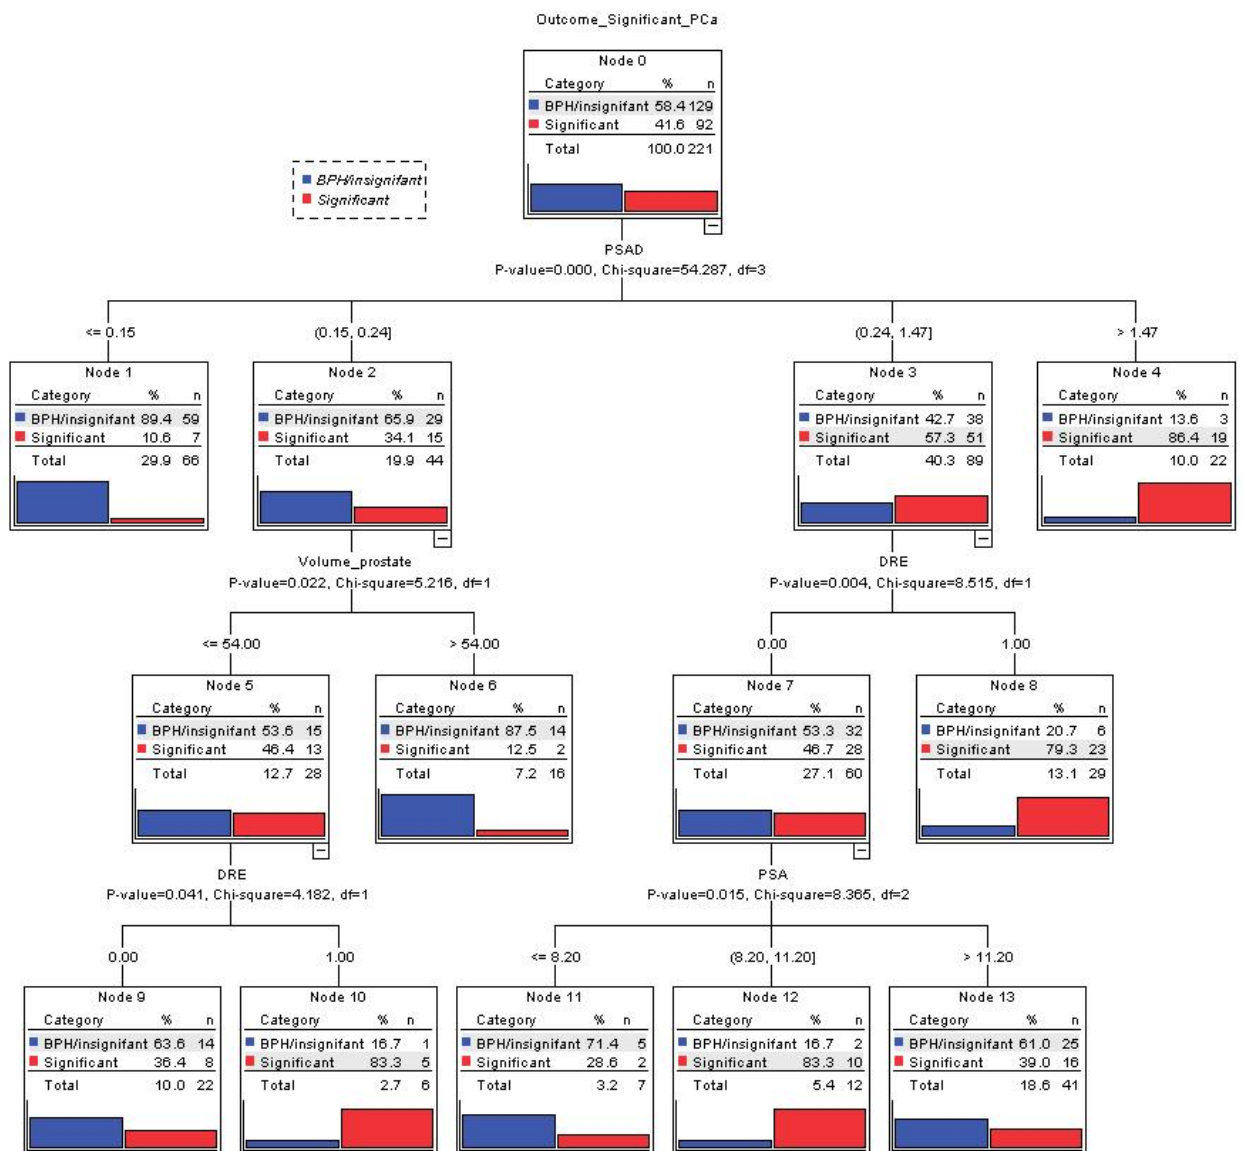 Outcome_Significant_PCa
Node 0
Category % n
BPH/insignifant 58.4 129
Significant 41.6 92
Total 100.0 221
BPH/insignifant
Significant
PSAD
P-value=0.000, Chi-square=54.287, df=3
<= 0.15
(0.15, 0.24]
(0.24, 1.47]
> 1.47
Node 1
Category % n
BPH/insignifant 89.4 59
Significant 10.6 7
Total 29.9 66
Node 2
Category % n
BPH/insignifant 65.9 29
Significant 34.1 15
Total 19.9 44
Node 3
Category % n
BPH/insignifant 42.7 38
Significant 57.3 51
Total 40.3 89
Node 4
Category % n
BPH/insignifant 13.6 3
Significant 86.4 19
Total 10.0 22
Volume_prostate
P-value=0.022, Chi-square=5.216, df=1
DRE
P-value=0.004, Chi-square=8.515, df=1
<= 54.00
> 54.00
0.00
1.00
Node 5
Category % n
BPH/insignifant 53.6 15
Significant 46.4 13
Total 12.7 28
Node 6
Category % n
BPH/insignifant 87.5 14
Significant 12.5 2
Total 7.2 16
Node 7
Category % n
BPH/insignifant 53.3 32
Significant 46.7 28
Total 27.1 60
Node 8
Category % n
BPH/insignifant 20.7 6
Significant 79.3 23
Total 13.1 29
DRE
P-value=0.041, Chi-square=4.182, df=1
PSA
P-value=0.015, Chi-square=8.365, df=2
0.00
1.00
<= 8.20
(8.20, 11.20]
> 11.20
Node 9
Category % n
BPH/insignifant 63.6 14
Significant 36.4 8
Total 10.0 22
Node 10
Category % n
BPH/insignifant 16.7 1
Significant 83.3 5
Total 2.7 6
Node 11
Category % n
BPH/insignifant 71.4 5
Significant 28.6 2
Total 3.2 7
Node 12
Category % n
BPH/insignifant 16.7 2
Significant 83.3 10
Total 5.4 12
Node 13
Category % n
BPH/insignifant 61.0 25
Significant 39.0 16
Total 18.6 41